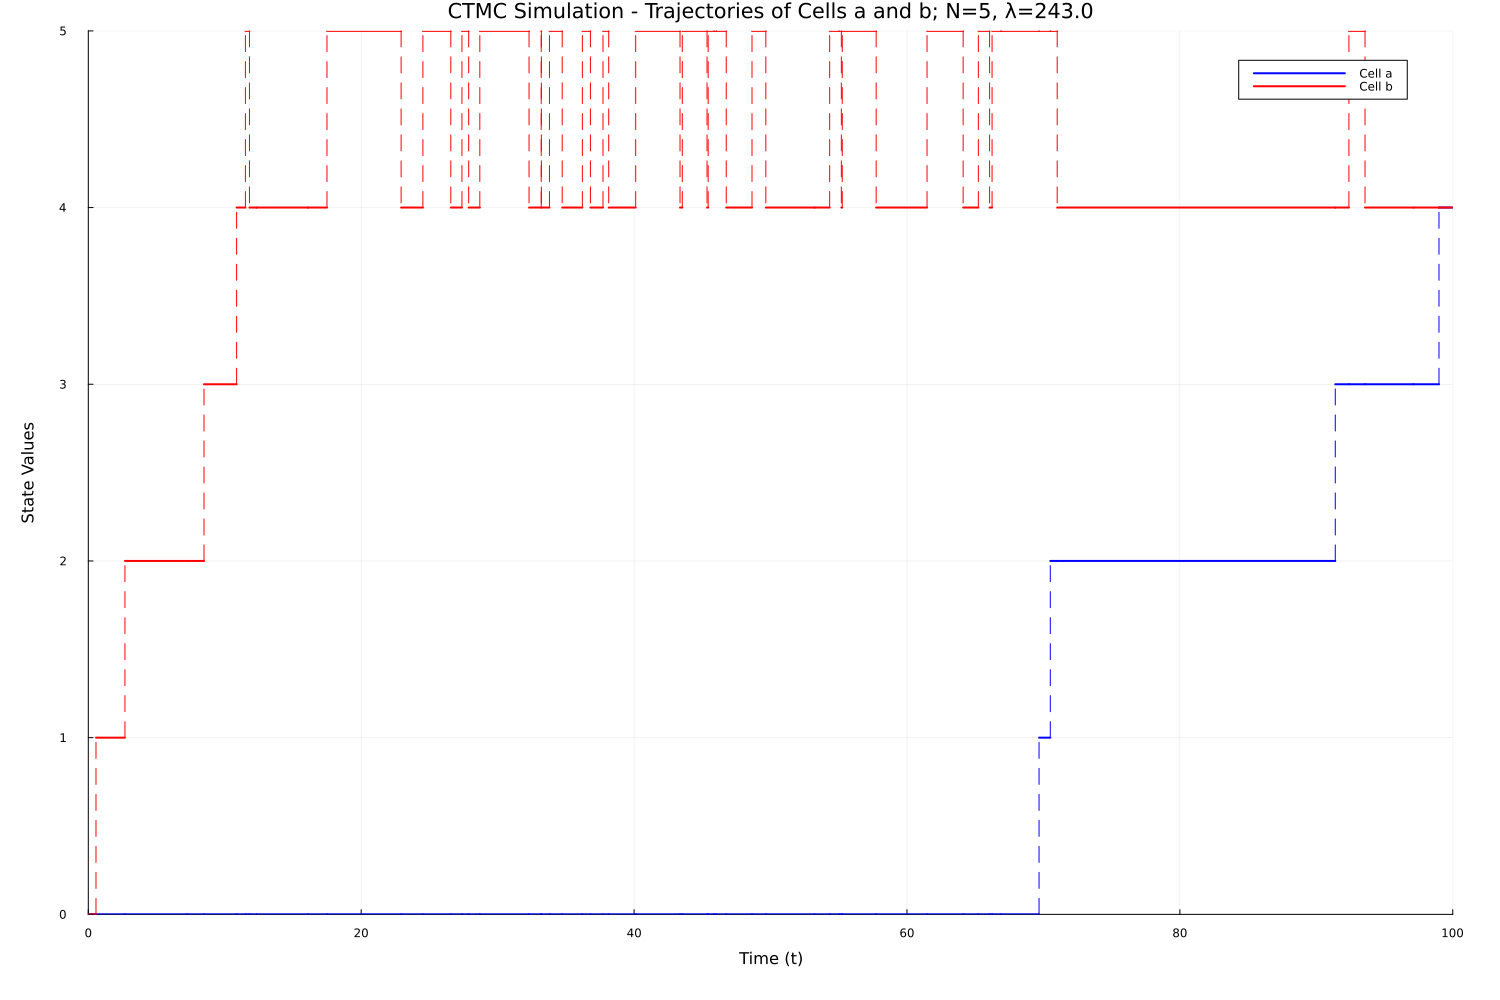 CTMC Simulation - Trajectories of Cells a and b; N=5, λ=243.0
5
Cell a
Cell b
4
3
State Values
2
1
0
0 20 40 60 80 100
Time (t)